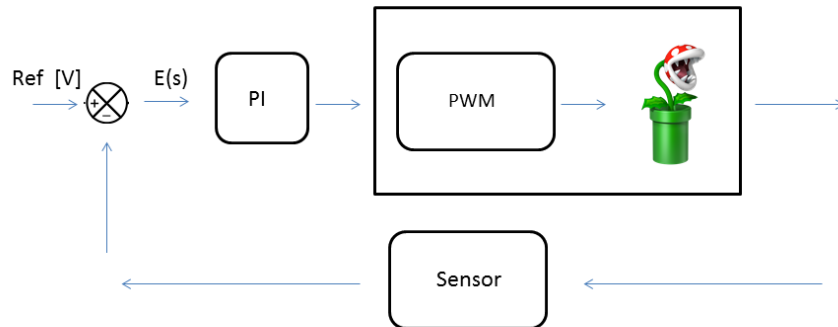 Ref [V]
E(s)
PI
PWM
+
−
Sensor